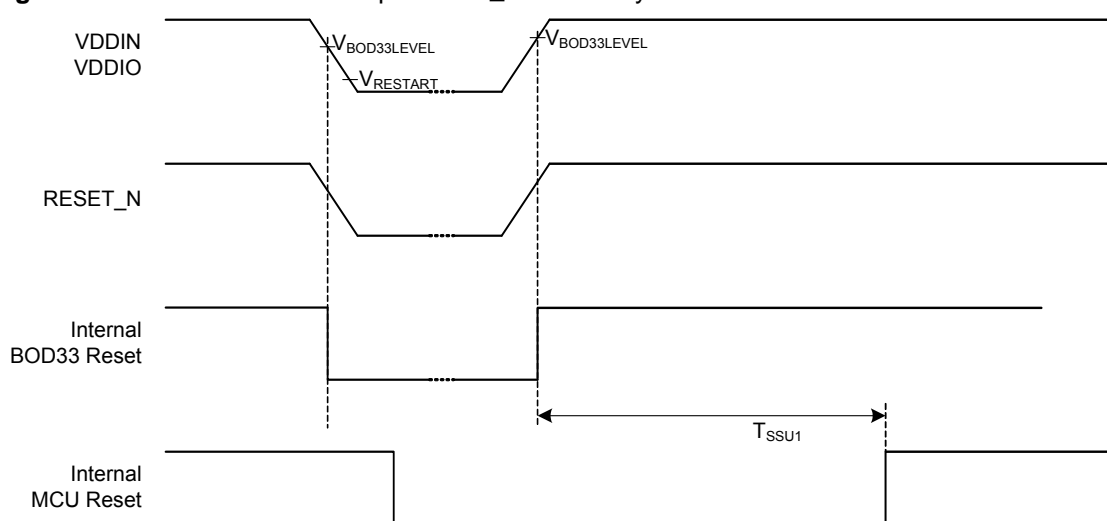 VDDIN
VDDIO
VBOD33LEVEL
VRESTART
VBOD33LEVEL
RESET_N
Internal
BOD33 Reset
TSSU1
Internal
MCU Reset